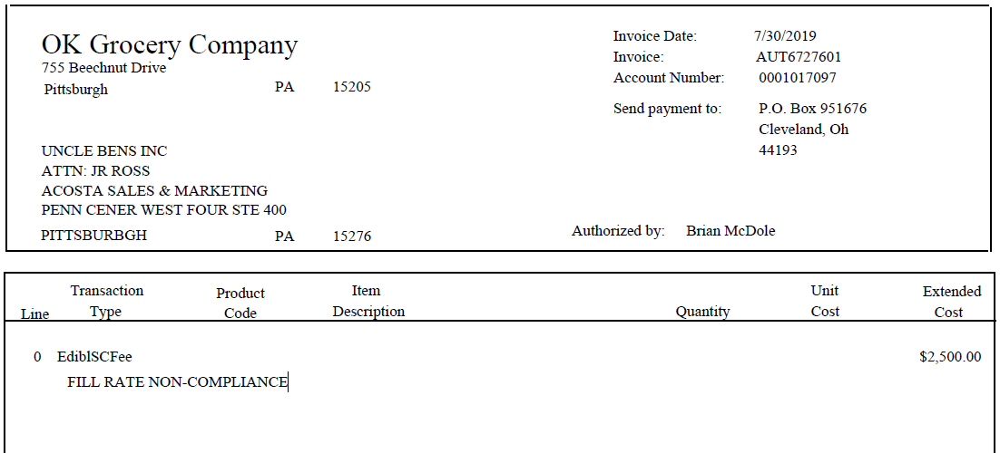 OK Grocery Company
755 Beechnut Drive
Pittsburgh PA 15205
UNCLE BENS INC
ATTN: JR ROSS
ACOSTA SALES & MARKETING
PENN CENER WEST FOUR STE 400
PITTSBURBGH PA 15276
Invoice Date: 7/30/2019
Invoice: AUT6727601
Account Number: 0001017097
Send payment to: P.O. Box 951676
Cleveland, Oh
44193
Authorized by: Brian McDole
Line Transaction Type Product Code Item Description Quantity Unit Cost Extended Cost
0 EdiblSCFee $2,500.00
FILL RATE NON-COMPLIANCE